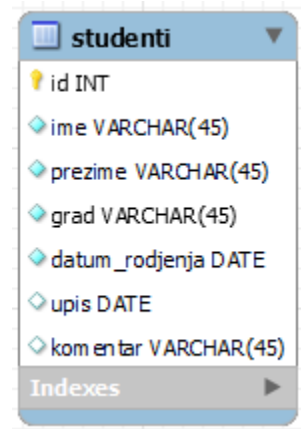 studenti
id INT
ime VARCHAR(45)
prezime VARCHAR(45)
grad VARCHAR(45)
datum_rodjenja DATE
upis DATE
komentar VARCHAR(45)
Indexes